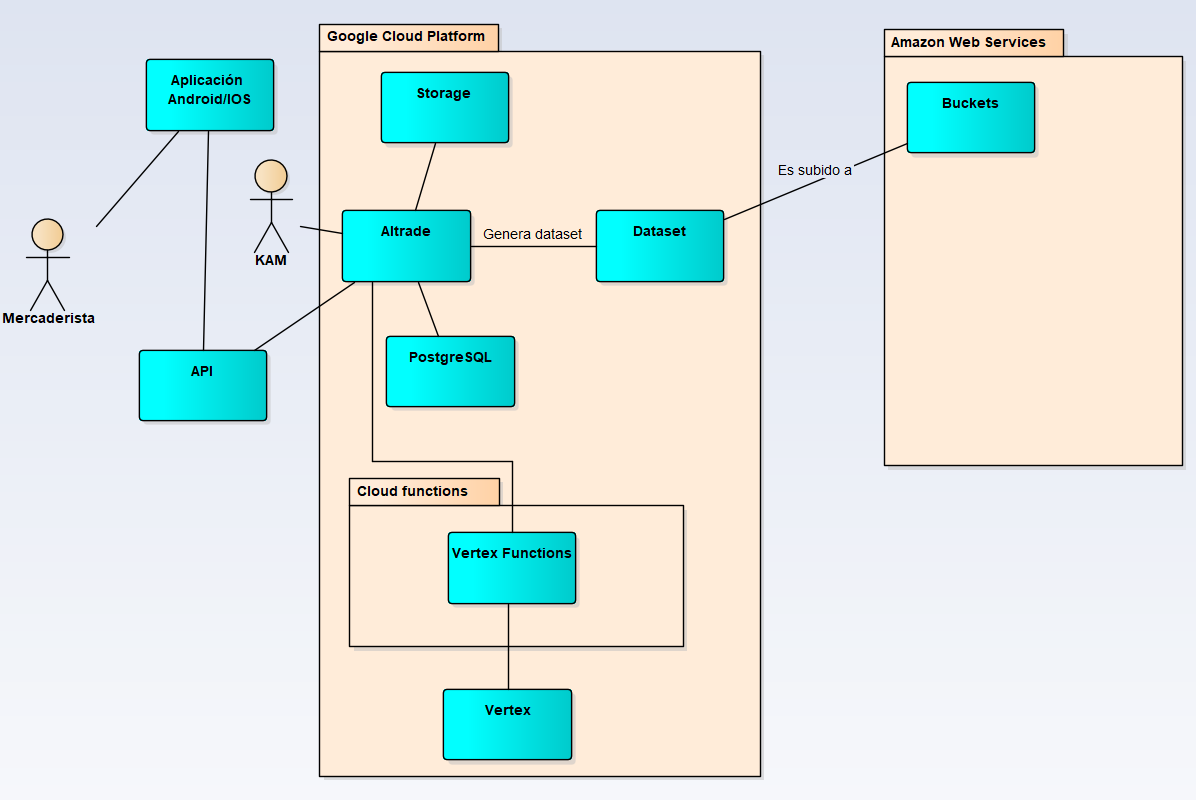 Google Cloud Platform
Amazon Web Services
Aplicación
Android/IOS
Storage
Buckets
Es subido a
KAM
AItrade
Genera dataset
Dataset
Mercaderista
API
PostgreSQL
Cloud functions
Vertex Functions
Vertex